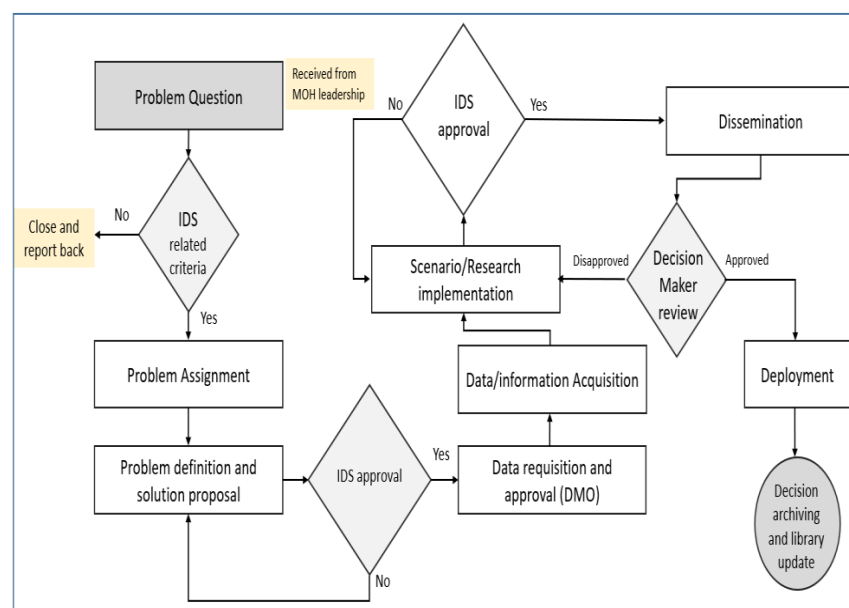 Problem Question
Received from
MOH leadership
IDS
related
criteria
No
Close and
report back
Yes
Problem Assignment
Problem definition and
solution proposal
IDS approval
No
Yes
Data requisition and
approval (DMO)
Data/information Acquisition
Scenario/Research
implementation
IDS
approval
No
Yes
Dissemination
Decision
Maker
review
Disapproved
Approved
Deployment
Decision
archiving
and library
update